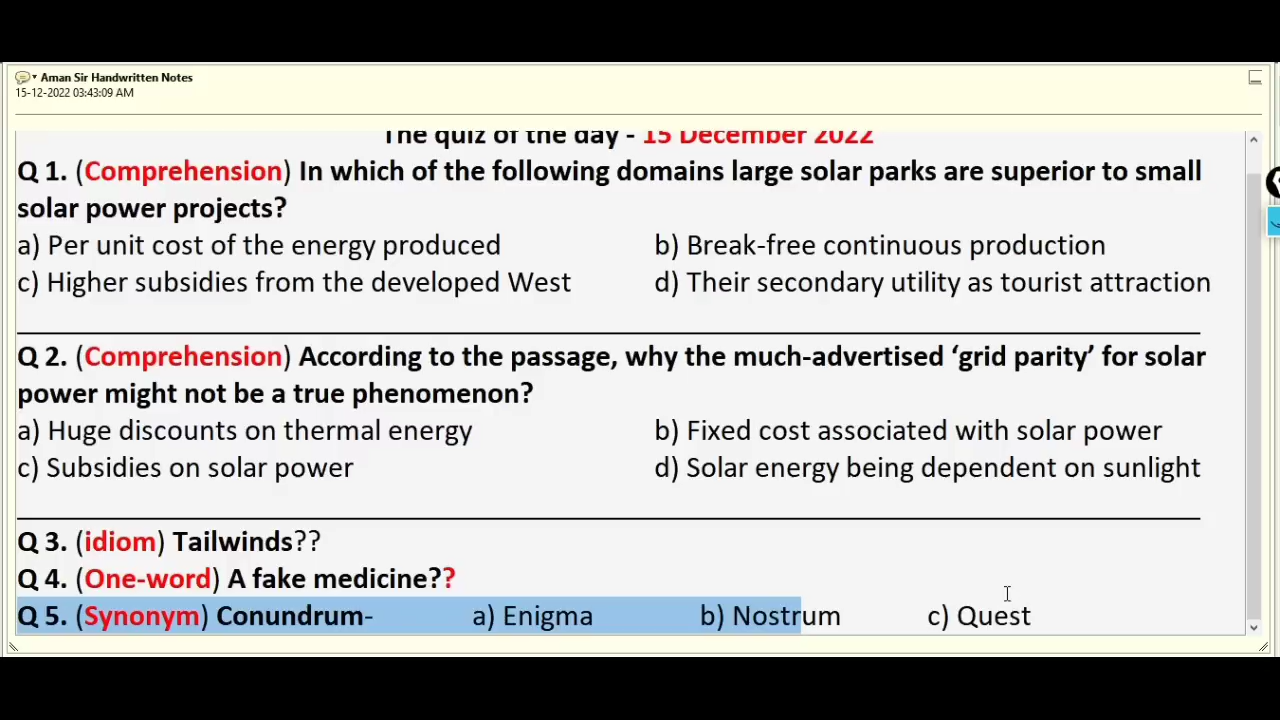 Aman Sir Handwritten Notes
15-12-2022 03:43:09 AM
The quiz of the day - 15 December 2022
Q 1. (Comprehension) In which of the following domains large solar parks are superior to small
solar power projects?
a) Per unit cost of the energy produced b) Break-free continuous production
c) Higher subsidies from the developed West d) Their secondary utility as tourist attraction
Q 2. (Comprehension) According to the passage, why the much-advertised ‘grid parity’ for solar
power might not be a true phenomenon?
a) Huge discounts on thermal energy b) Fixed cost associated with solar power
c) Subsidies on solar power d) Solar energy being dependent on sunlight
Q 3. (idiom) Tailwinds??
Q 4. (One-word) A fake medicine??
Q 5. (Synonym) Conundrum- a) Enigma b) Nostrum c) Quest